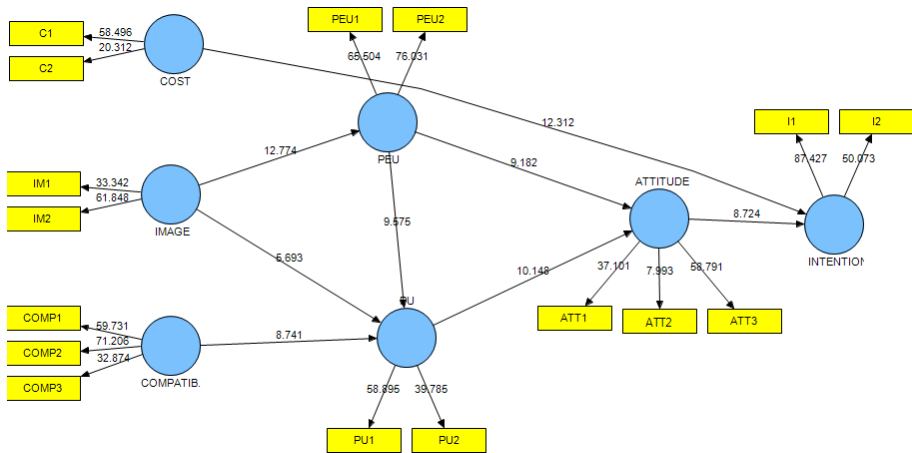 PEU1
PEU2
C1
58.496
20.312
C2
65.504
76.031
COST
12.312
I1
I2
PEU
12.774
9.182
87.427
50.073
IM1
33.342
61.848
IM2
ATTITUDE
8.724
IMAGE
9.575
5.693
10.148
37.101
7.993
58.791
INTENTION
PU
COMP1
59.731
ATT1
ATT2
ATT3
8.741
71.206
COMP2
32.874
COMP3
COMPATIB.
58.895
39.785
PU1
PU2